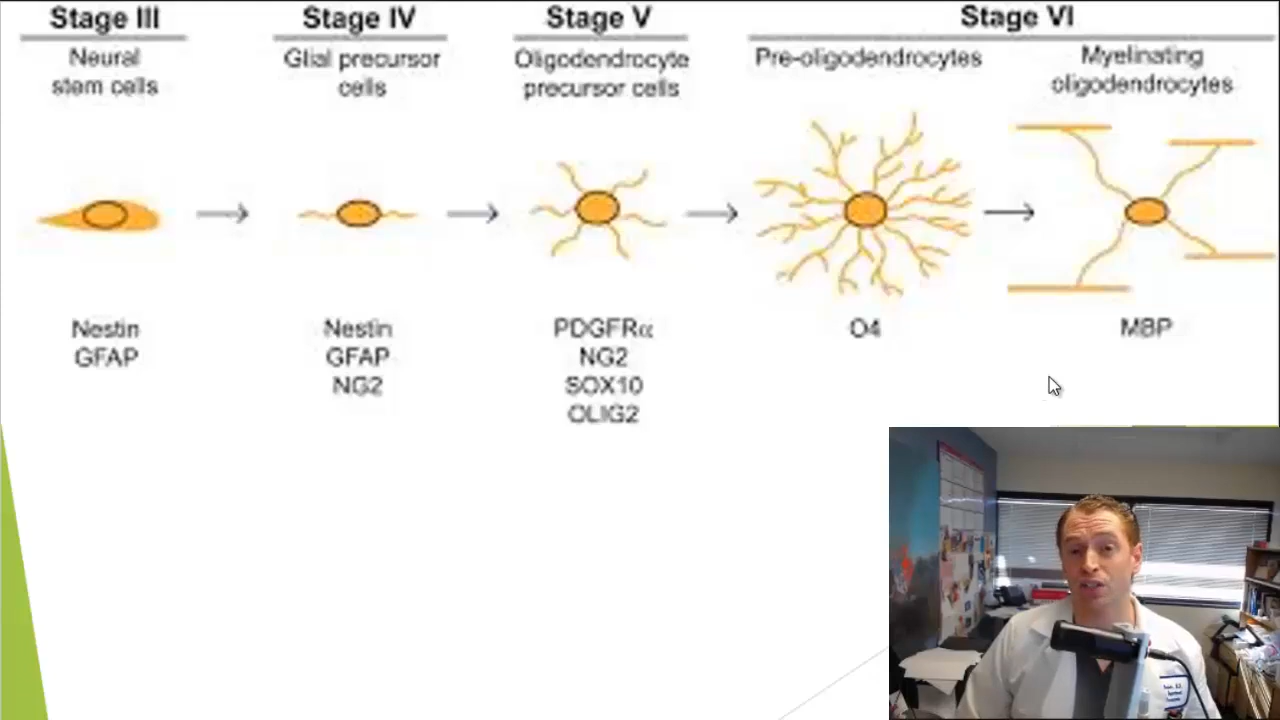 Stage III
Neural
stem cells
Nestin
GFAP
Stage IV
Glial precursor
cells
Nestin
GFAP
NG2
Stage V
Oligodendrocyte
precursor cells
PDGFRα
NG2
SOX10
OLIG2
Stage VI
Pre-oligodendrocytes
O4
Myelinating
oligodendrocytes
MBP